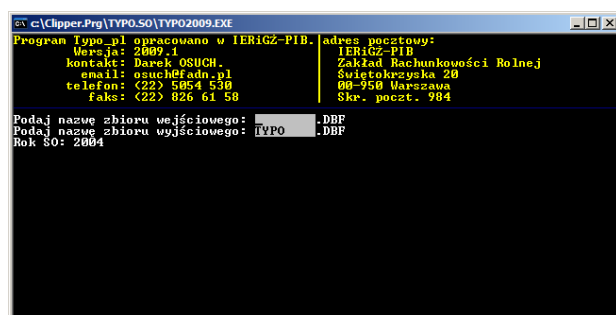 c:\Clipper.Prg\TYPO.SO\TYPO2009.EXE
Program Typo_pl opracowano w IERiGŻ-PIB.
Wersja: 2009.1
kontakt: Darek OSUCH.
email: osuch@fadn.pl
telefon: (22) 5054 530
faks: (22) 826 61 58
adres pocztowy:
IERiGŻ-PIB
Zakład Rachunkowości Rolnej
Świętokrzyska 20
00-950 Warszawa
Skr. poczt. 984
Podaj nazwę zbioru wejściowego: _ .DBF
Podaj nazwę zbioru wyjściowego: TYPO .DBF
Rok SO: 2004